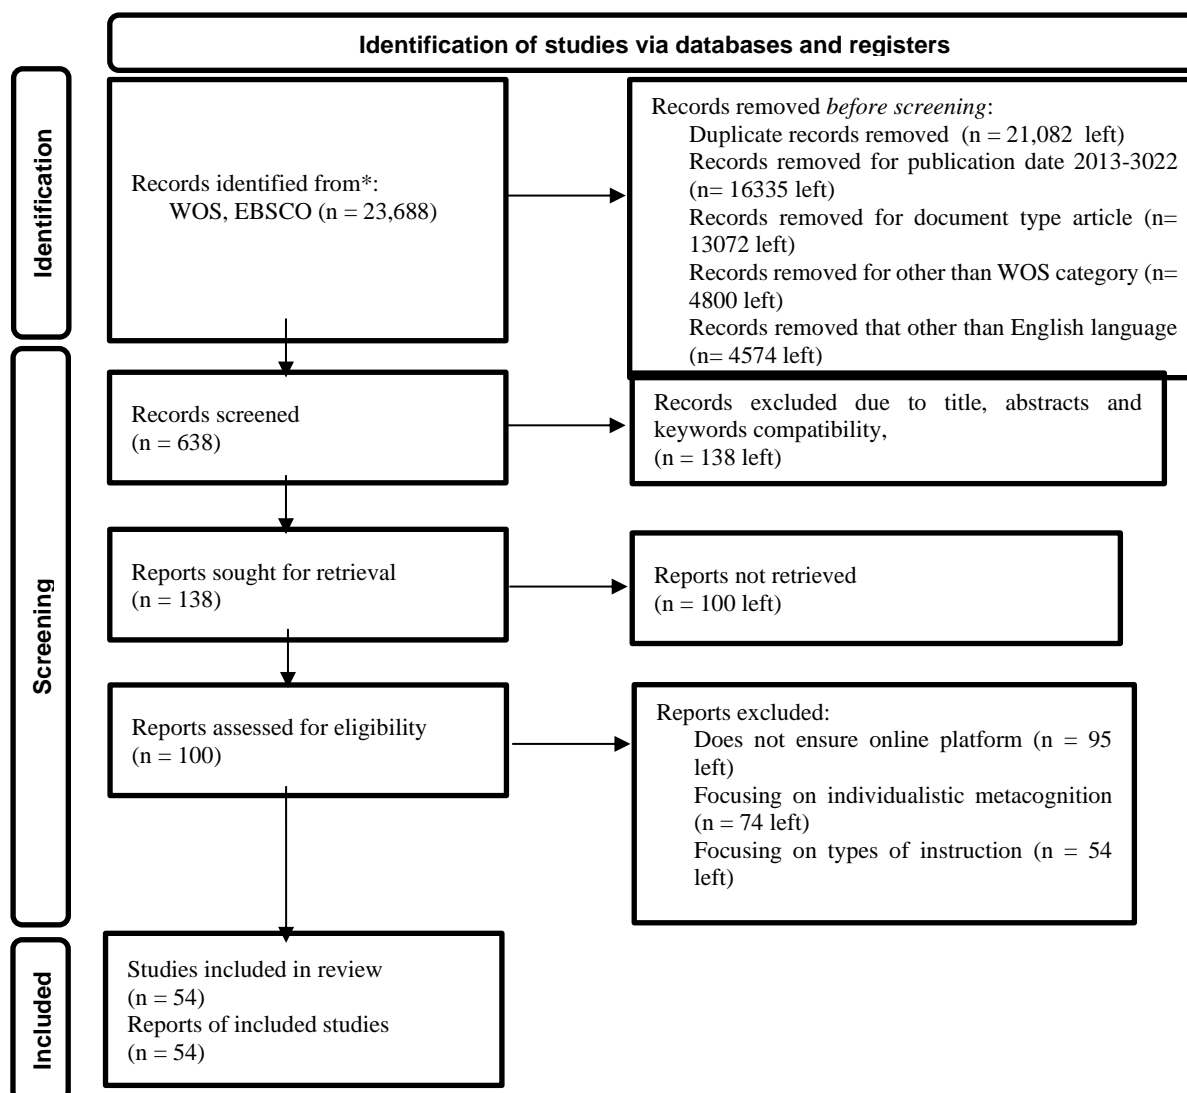 Identification of studies via databases and registers
Identification
Records identified from*:
WOS, EBSCO (n = 23,688)
Records removed before screening:
Duplicate records removed (n = 21,082 left)
Records removed for publication date 2013-3022
(n= 16335 left)
Records removed for document type article (n=
13072 left)
Records removed for other than WOS category (n=
4800 left)
Records removed that other than English language
(n= 4574 left)
Screening
Records screened
(n = 638)
Records excluded due to title, abstracts and
keywords compatibility,
(n = 138 left)
Reports sought for retrieval
(n = 138)
Reports not retrieved
(n = 100 left)
Reports assessed for eligibility
(n = 100)
Reports excluded:
Does not ensure online platform (n = 95
left)
Focusing on individualistic metacognition
(n = 74 left)
Focusing on types of instruction (n = 54
left)
Included
Studies included in review
(n = 54)
Reports of included studies
(n = 54)